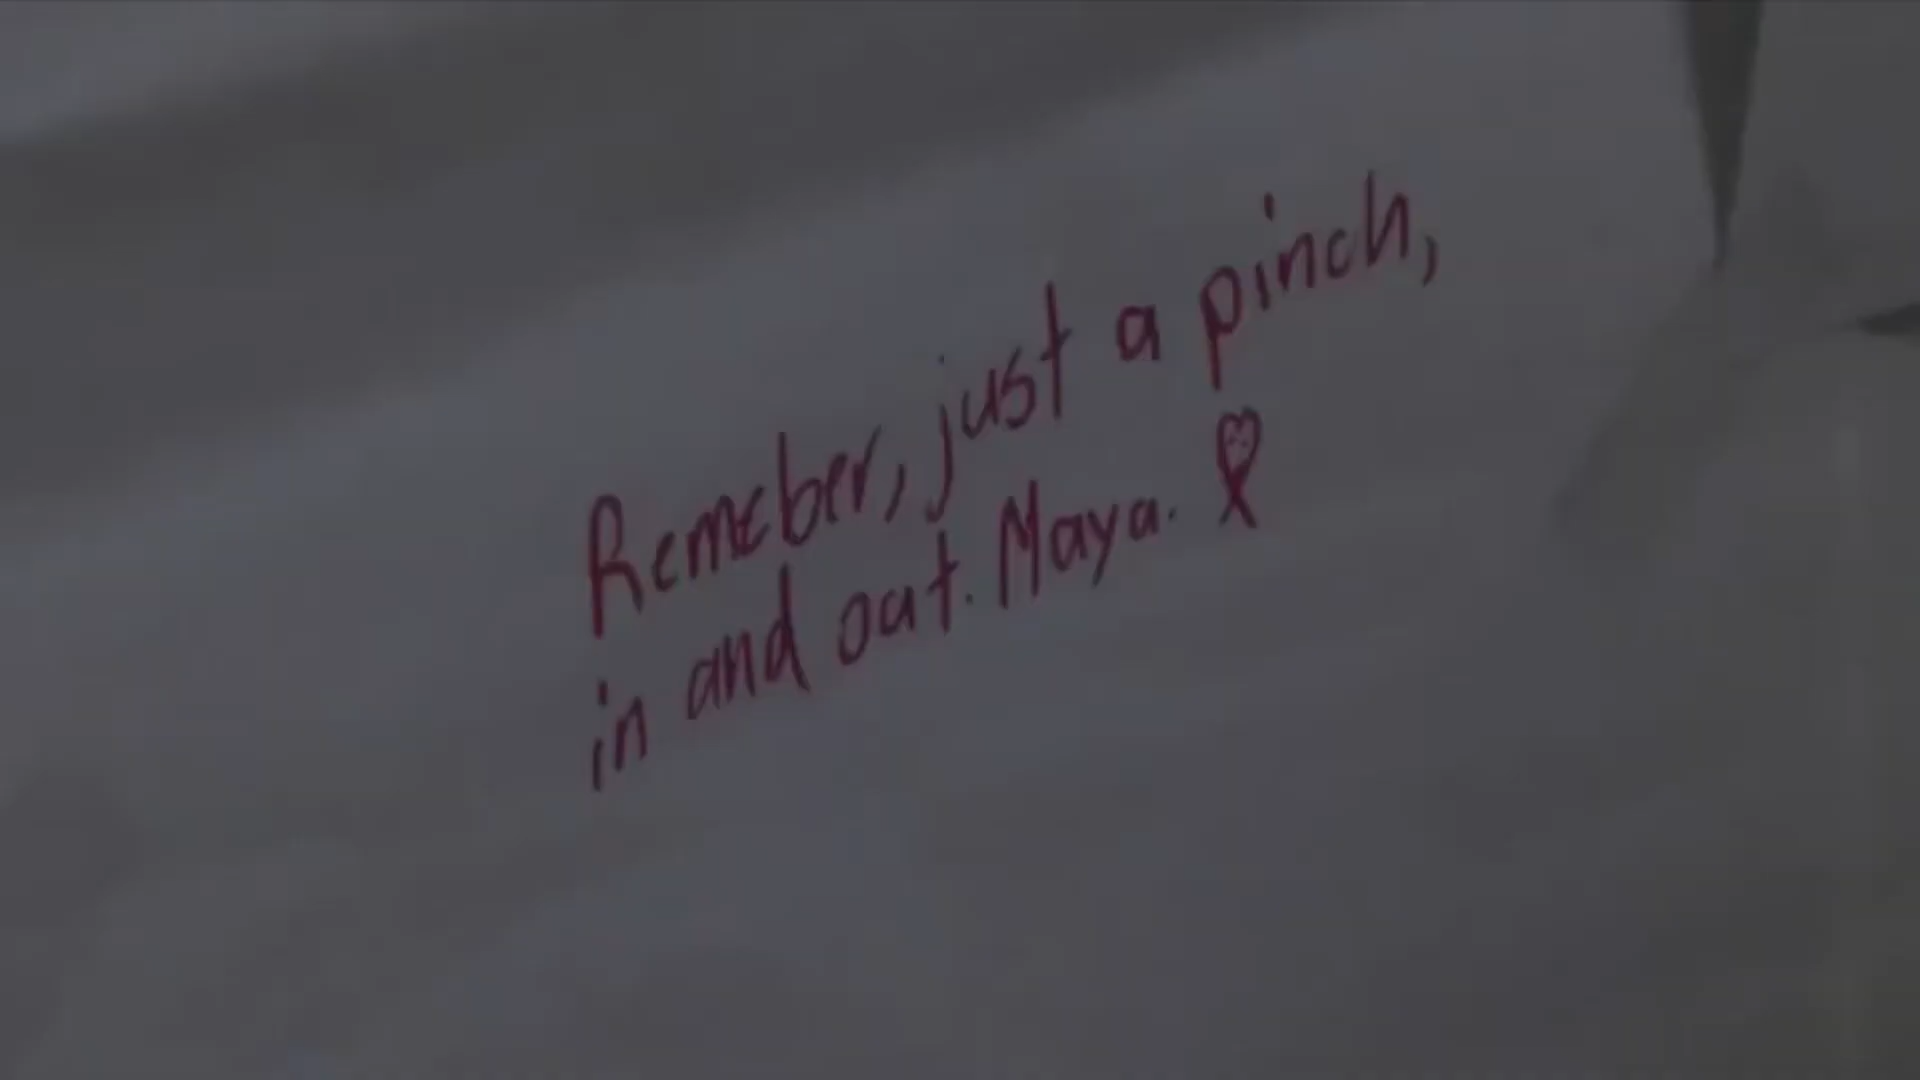 Remeber, just a pinch,
in and out. Maya.